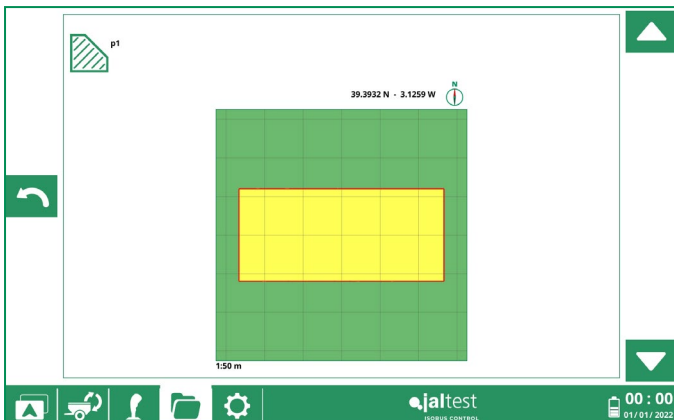 p1
N
39.3932 N - 3.1259 W
1:50 m
jaltest
ISOBUS CONTROL
00 : 00
01/01/2022